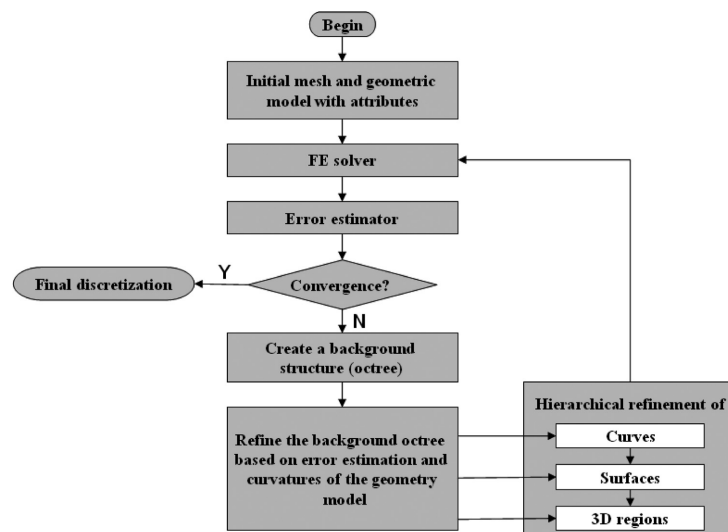 Begin
Initial mesh and geometric
model with attributes
FE solver
Error estimator
Convergence?
Y
Final discretization
N
Create a background
structure (octree)
Refine the background octree
based on error estimation and
curvatures of the geometry
model
Hierarchical refinement of
Curves
Surfaces
3D regions